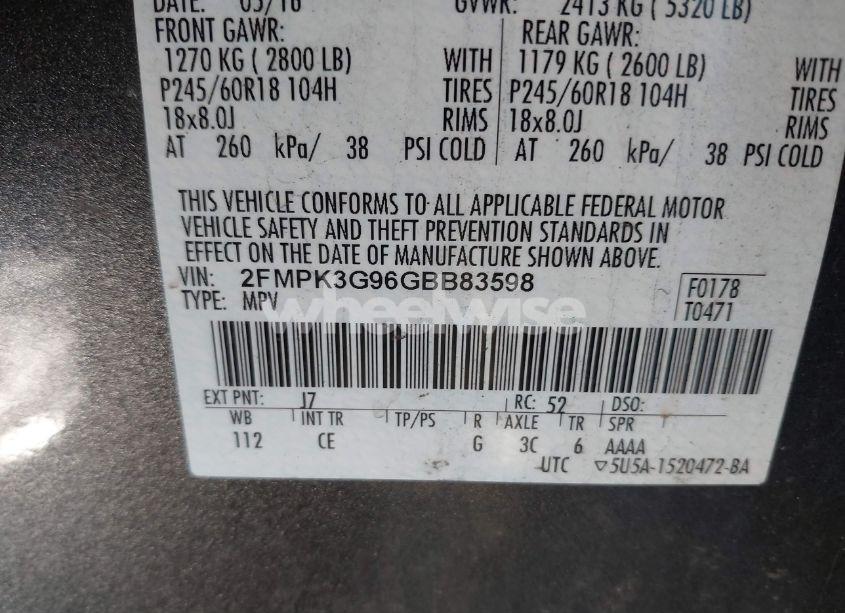 DATE: 05/16 GVWR: 2413 KG ( 5320 LB)
FRONT GAWR: REAR GAWR:
1270 KG ( 2800 LB) WITH 1179 KG ( 2600 LB) WITH
P245/60R18 104H TIRES P245/60R18 104H TIRES
18x8.0J RIMS 18x8.0J RIMS
AT 260 kPa/ 38 PSI COLD AT 260 kPa/ 38 PSI COLD
THIS VEHICLE CONFORMS TO ALL APPLICABLE FEDERAL MOTOR
VEHICLE SAFETY AND THEFT PREVENTION STANDARDS IN
EFFECT ON THE DATE OF MANUFACTURE SHOWN ABOVE.
VIN: 2FMPK3G96GBB83598 F0178
TYPE: MPV T0471
wheelwise
EXT PNT: J7 RC: 52 DSO:
WB INT TR TP/PS R AXLE TR SPR
112 CE G 3C 6 AAAA
UTC ▽5U5A-1520472-BA